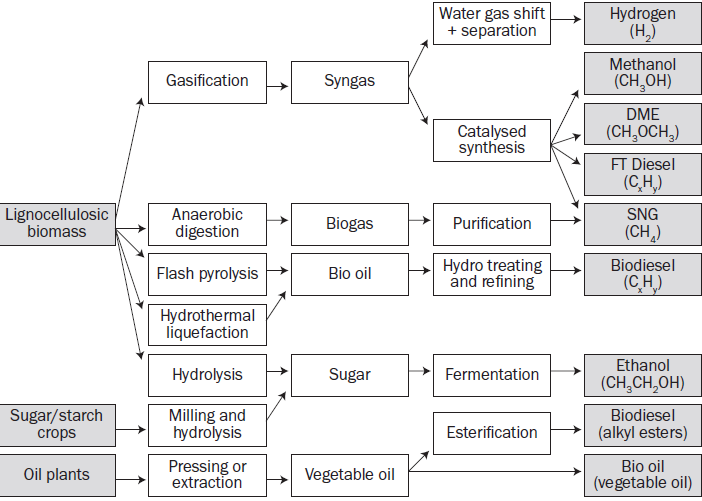 Water gas shift
+ separation
Hydrogen
(H2)
Gasification
Syngas
Methanol
(CH3OH)
Catalysed
synthesis
DME
(CH3OCH3)
FT Diesel
(CxHy)
Lignocellulosic
biomass
Anaerobic
digestion
Biogas
Purification
SNG
(CH4)
Flash pyrolysis
Bio oil
Hydro treating
and refining
Biodiesel
(CxHy)
Hydrothermal
liquefaction
Hydrolysis
Sugar
Fermentation
Ethanol
(CH3CH2OH)
Sugar/starch
crops
Milling and
hydrolysis
Esterification
Biodiesel
(alkyl esters)
Oil plants
Pressing or
extraction
Vegetable oil
Bio oil
(vegetable oil)